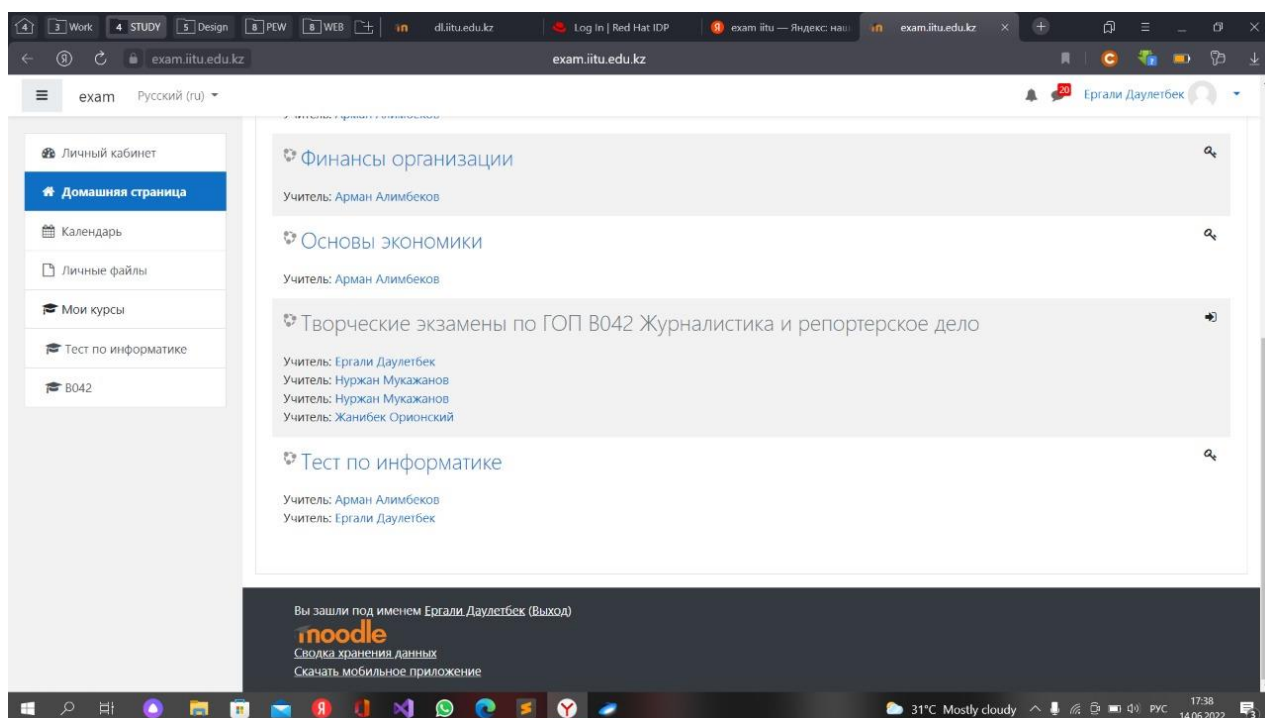 4 3 Work 4 STUDY 5 Design 8 PEW 8 WEB dl.iitu.edu.kz Log In | Red Hat IDP exam iitu — Яндекс: наш exam.iitu.edu.kz
exam.iitu.edu.kz exam.iitu.edu.kz
exam Русский (ru) 20 Ергали Даулетбек
Личный кабинет
Домашняя страница
Календарь
Личные файлы
Мои курсы
Тест по информатике
B042
Учитель: Арман Алимбеков
Финансы организации
Учитель: Арман Алимбеков
Основы экономики
Учитель: Арман Алимбеков
Творческие экзамены по ГОП В042 Журналистика и репортерское дело
Учитель: Ергали Даулетбек
Учитель: Нуржан Мукажанов
Учитель: Нуржан Мукажанов
Учитель: Жанибек Орионский
Тест по информатике
Учитель: Арман Алимбеков
Учитель: Ергали Даулетбек
Вы зашли под именем Ергали Даулетбек (Выход)
moodle
Сводка хранения данных
Скачать мобильное приложение
31°C Mostly cloudy РУС 17:38
14.06.2022